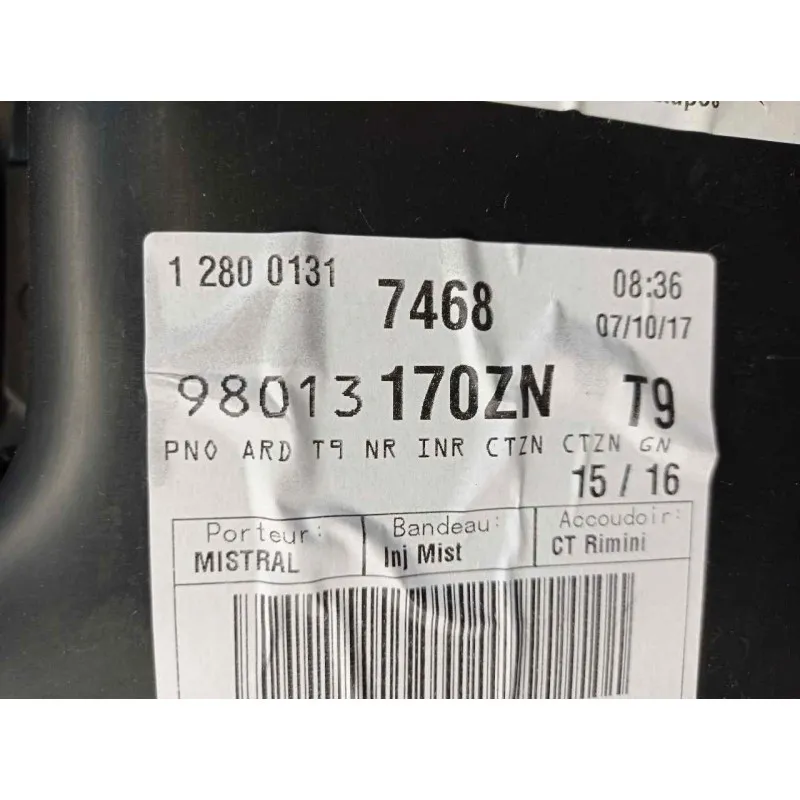 1 280 0131 7468 08:36
07/10/17
98013170ZN T9
PNO ARD T9 NR INR CTZN CTZN GN
15 / 16
Porteur: Bandeau: Accoudoir:
MISTRAL Inj Mist CT Rimini